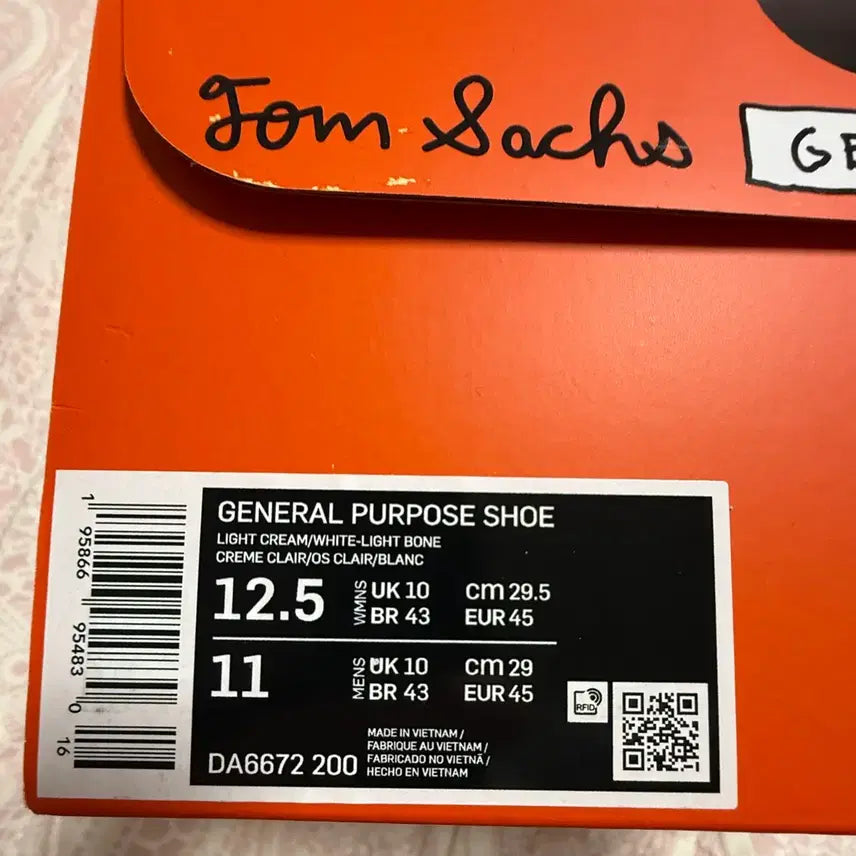 Tom Sachs
GENERAL PURPOSE SHOE
LIGHT CREAM/WHITE-LIGHT BONE
CREME CLAIR/OS CLAIR/BLANC
12.5 WMNS UK 10 cm 29.5
BR 43 EUR 45
11 MENS UK 10 cm 29
BR 43 EUR 45
RFID
DA6672 200
MADE IN VIETNAM /
FABRIQUE AU VIETNAM /
FABRICADO NO VIETNÃ /
HECHO EN VIETNAM
1 95866 95483 0 16